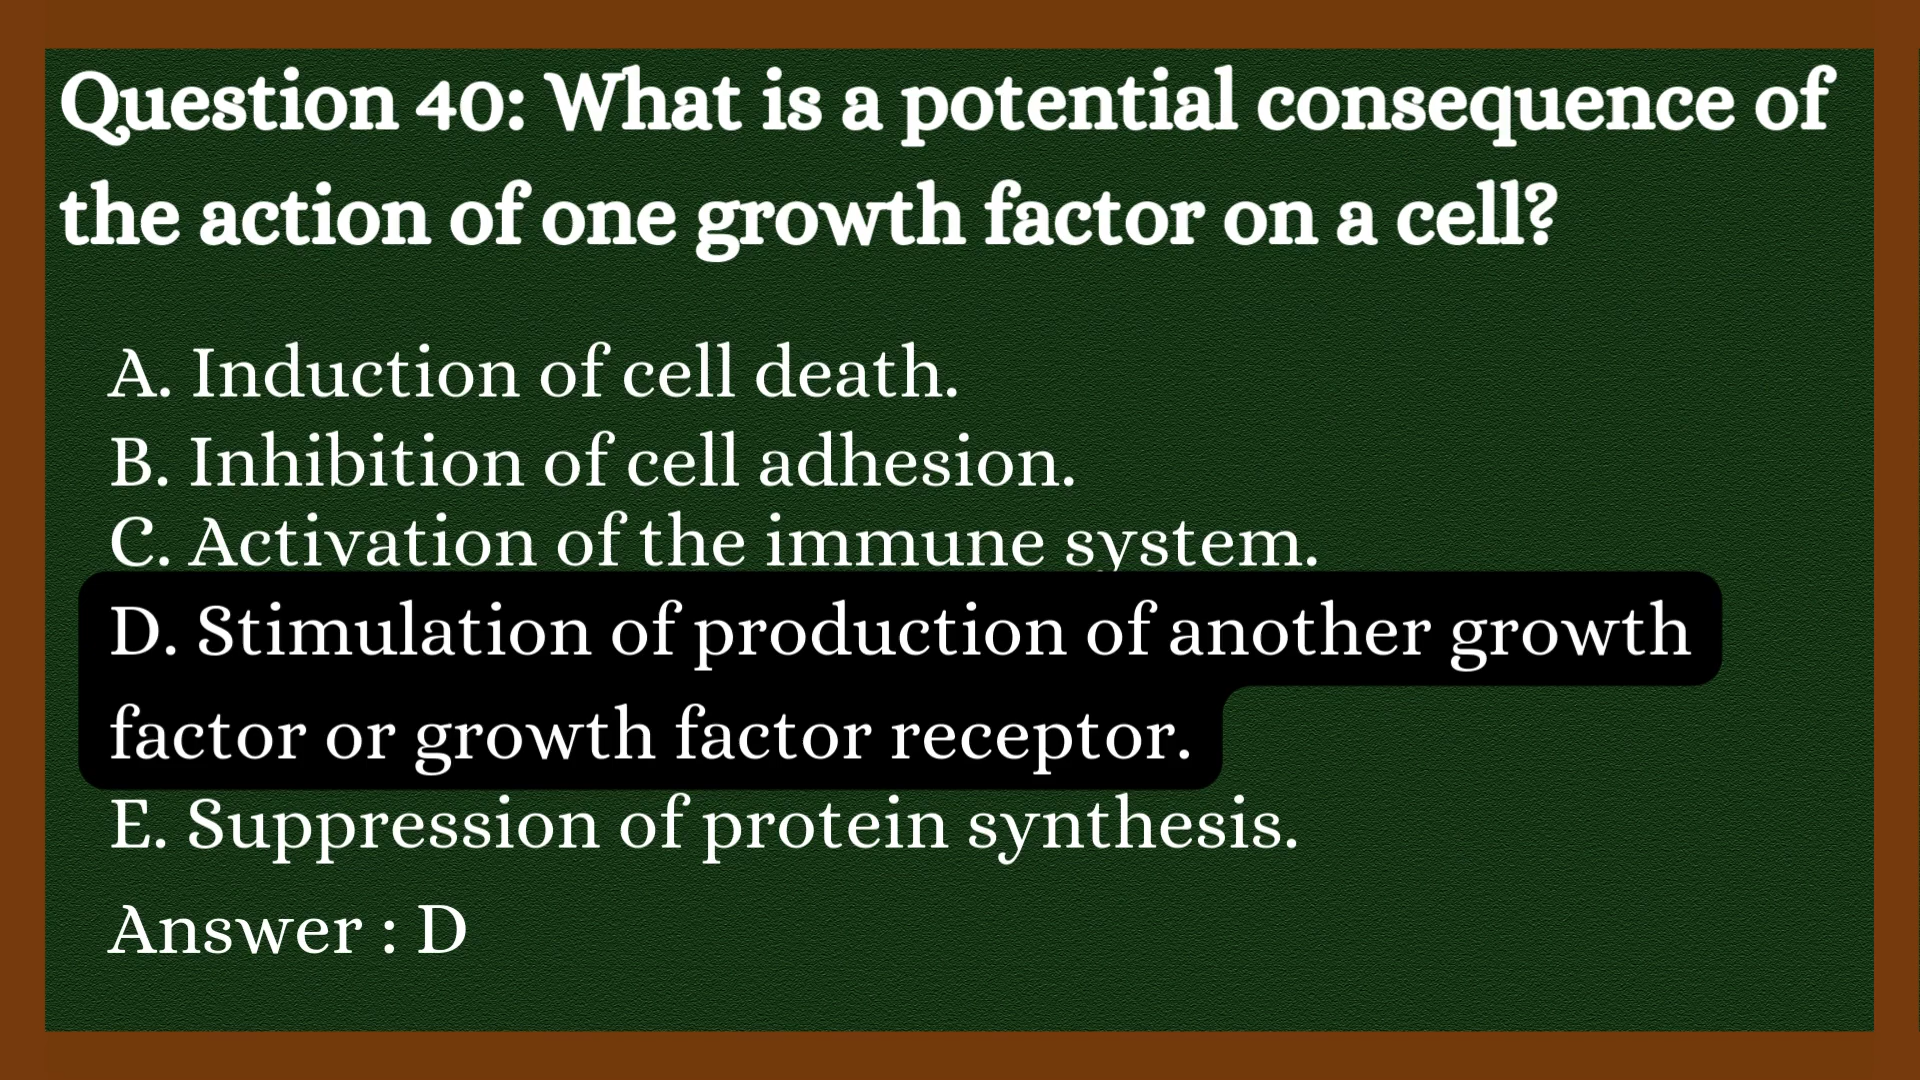 Question 40: What is a potential consequence of
the action of one growth factor on a cell?
A. Induction of cell death.
B. Inhibition of cell adhesion.
C. Activation of the immune system.
D. Stimulation of production of another growth
factor or growth factor receptor.
E. Suppression of protein synthesis.
Answer : D